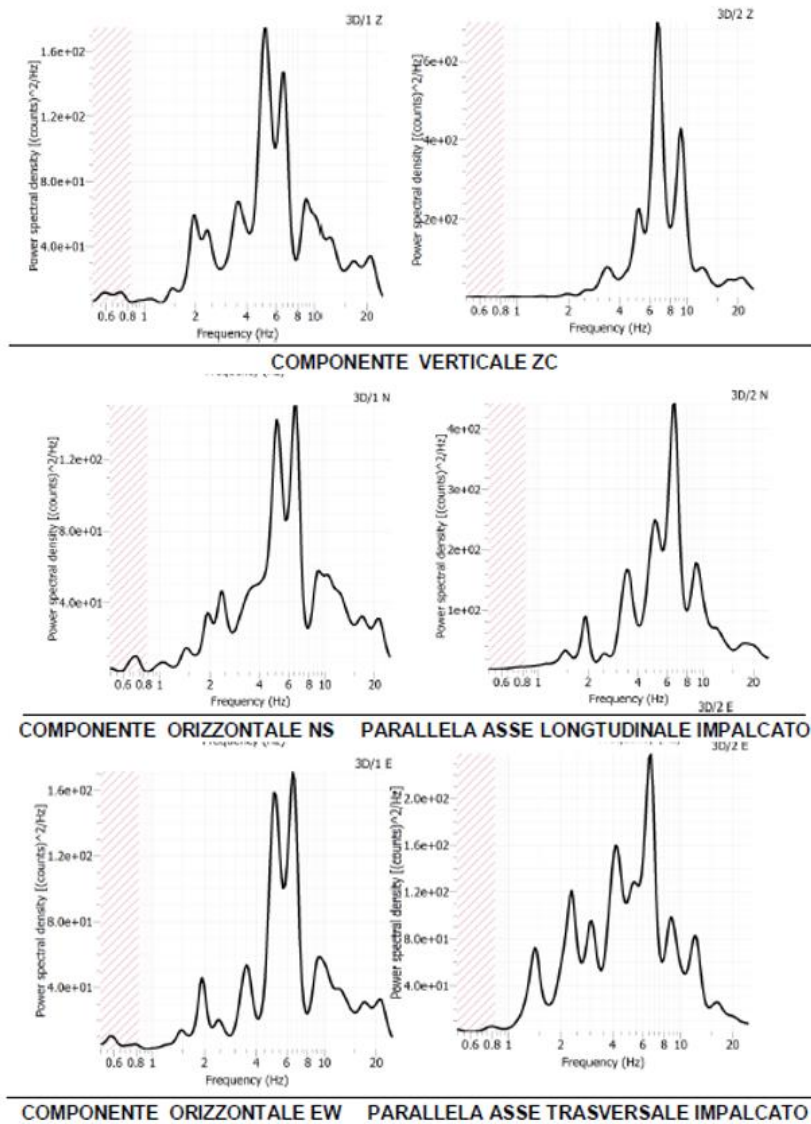 3D/1 Z
Power spectral density [(counts)^2/Hz]
1.6e+02
1.2e+02
8.0e+01
4.0e+01
0.6 0.8 1 2 4 6 8 10 20
Frequency (Hz)
3D/2 Z
Power spectral density [(counts)^2/Hz]
6e+02
4e+02
2e+02
0.6 0.8 1 2 4 6 8 10 20
Frequency (Hz)
COMPONENTE VERTICALE ZC
3D/1 N
Power spectral density [(counts)^2/Hz]
1.2e+02
8.0e+01
4.0e+01
0.6 0.8 1 2 4 6 8 10 20
Frequency (Hz)
3D/2 N
Power spectral density [(counts)^2/Hz]
4e+02
3e+02
2e+02
1e+02
0.6 0.8 1 2 4 6 8 10 20
Frequency (Hz)
3D/2 E
COMPONENTE ORIZZONTALE NS PARALLELA ASSE LONGTUDINALE IMPALCATO
3D/1 E
Power spectral density [(counts)^2/Hz]
1.6e+02
1.2e+02
8.0e+01
4.0e+01
0.6 0.8 1 2 4 6 8 10 20
Frequency (Hz)
3D/2 E
Power spectral density [(counts)^2/Hz]
2.0e+02
1.6e+02
1.2e+02
8.0e+01
4.0e+01
0.6 0.8 1 2 4 6 8 10 20
Frequency (Hz)
COMPONENTE ORIZZONTALE EW PARALLELA ASSE TRASVERSALE IMPALCATO